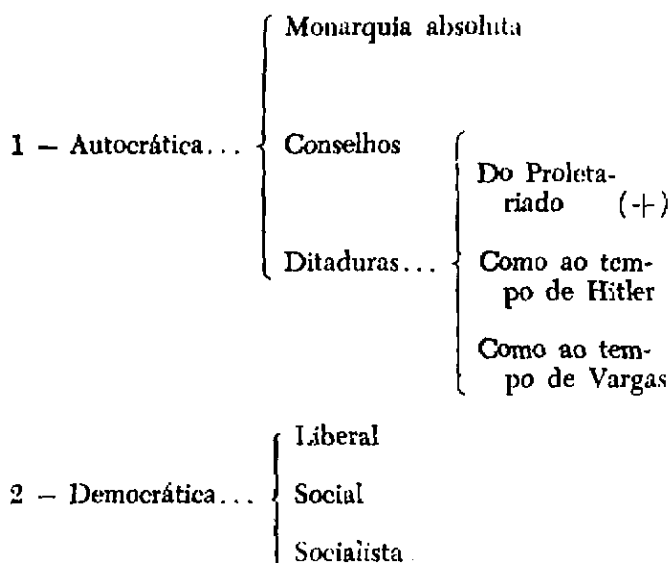 Monarquia absoluta
1 — Autocrática...
Conselhos
Do Proleta-
riado (+)
Ditaduras...
Como ao tem-
po de Hitler
Como ao tem-
po de Vargas
Liberal
2 — Democrática...
Social
Socialista